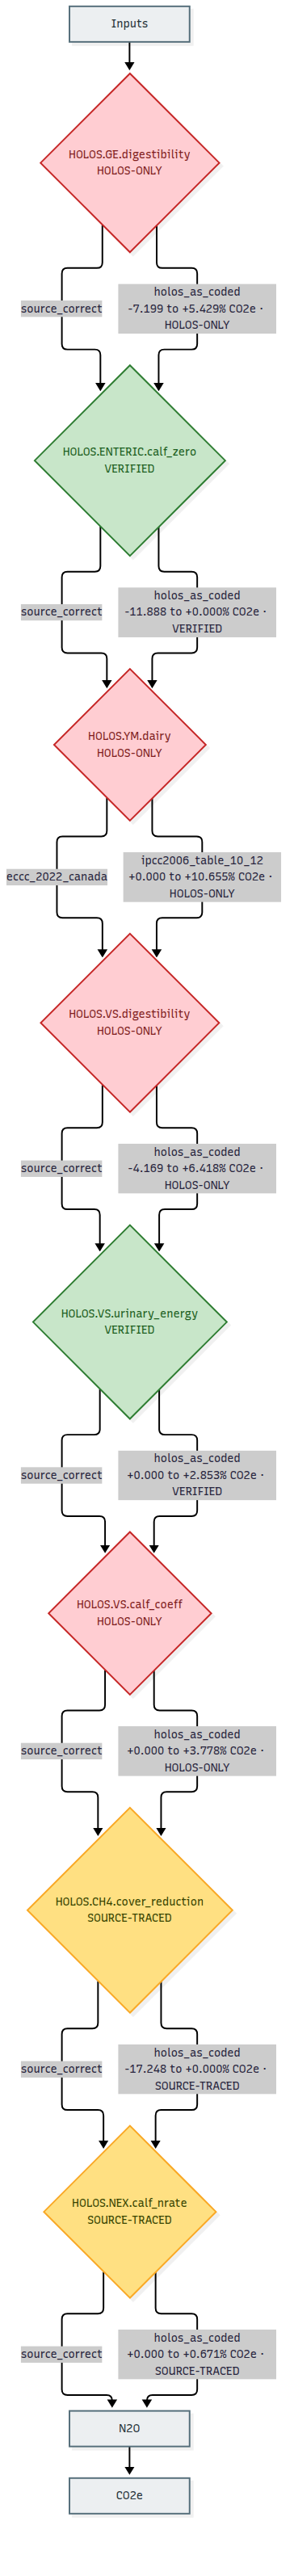 Inputs
HOLOS.GE.digestibility
HOLOS-ONLY
source_correct
holos_as_coded
-7.199 to +5.429% CO2e ·
HOLOS-ONLY
HOLOS.ENTERIC.calf_zero
VERIFIED
source_correct
holos_as_coded
-11.888 to +0.000% CO2e ·
VERIFIED
HOLOS.YM.dairy
HOLOS-ONLY
eccc_2022_canada
ipcc2006_table_10_12
+0.000 to +10.655% CO2e ·
HOLOS-ONLY
HOLOS.VS.digestibility
HOLOS-ONLY
source_correct
holos_as_coded
-4.169 to +6.418% CO2e ·
HOLOS-ONLY
HOLOS.VS.urinary_energy
VERIFIED
source_correct
holos_as_coded
+0.000 to +2.853% CO2e ·
VERIFIED
HOLOS.VS.calf_coeff
HOLOS-ONLY
source_correct
holos_as_coded
+0.000 to +3.778% CO2e ·
HOLOS-ONLY
HOLOS.CH4.cover_reduction
SOURCE-TRACED
source_correct
holos_as_coded
-17.248 to +0.000% CO2e ·
SOURCE-TRACED
HOLOS.NEX.calf_nrate
SOURCE-TRACED
source_correct
holos_as_coded
+0.000 to +0.671% CO2e ·
SOURCE-TRACED
N2O
CO2e